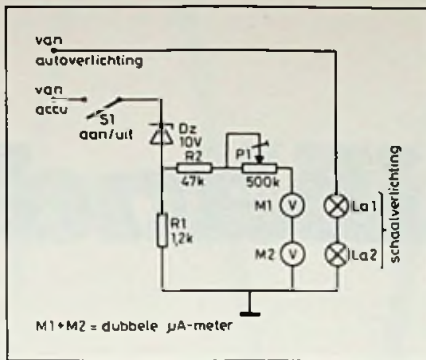 van
autoverlichting
van
accu
S1
aan/uit
Dz
10V
R2
47k
P1
500k
R1
1,2k
M1
V
M2
V
La1
La2
schaalverlichting
M1+M2 = dubbele µA-meter